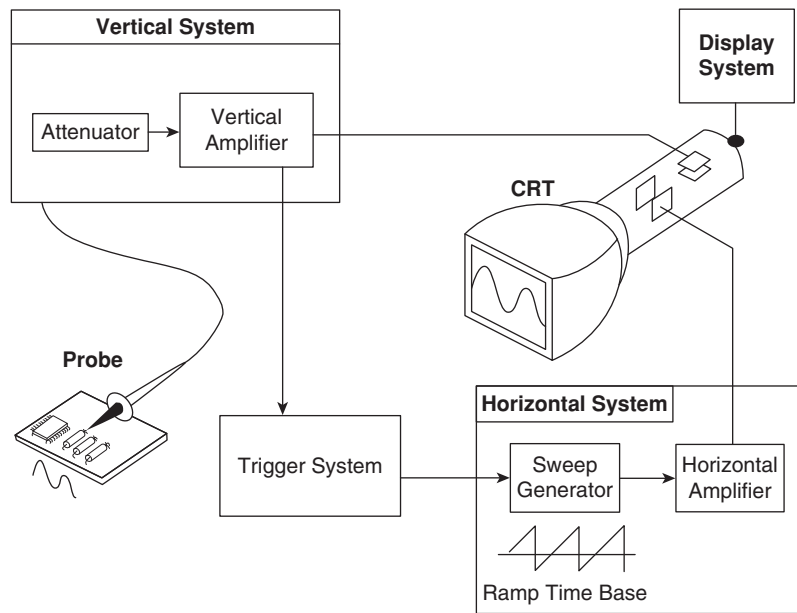 Vertical System
Attenuator
Vertical
Amplifier
Display
System
CRT
Probe
Trigger System
Horizontal System
Sweep
Generator
Horizontal
Amplifier
Ramp Time Base